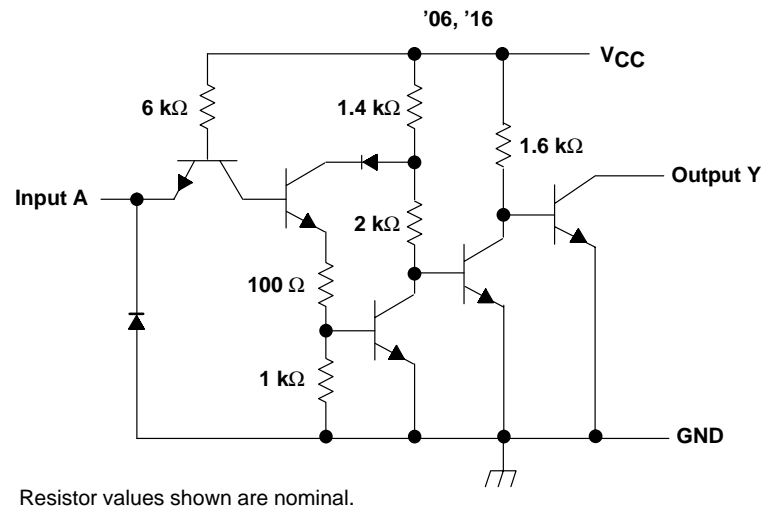 '06, '16
VCC
6 kΩ
1.4 kΩ
1.6 kΩ
Input A
Output Y
2 kΩ
100 Ω
1 kΩ
GND
Resistor values shown are nominal.